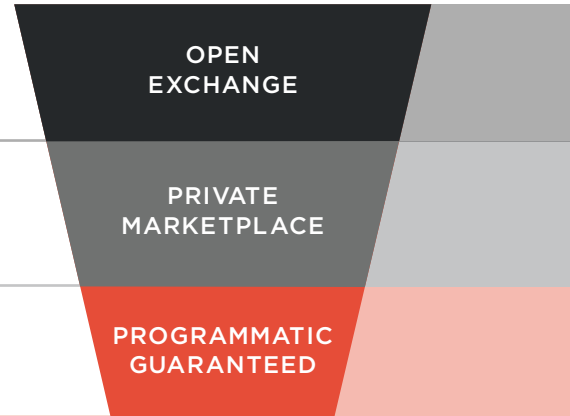 OPEN
EXCHANGE
PRIVATE
MARKETPLACE
PROGRAMMATIC
GUARANTEED